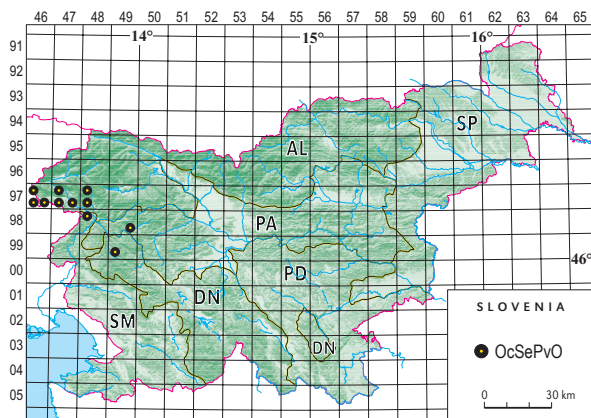 46 47 48 49 50 51 52 53 54 55 56 57 58 59 60 61 62 63 64 65
14° 15° 16°
91
92
93
94
95
96
97
98
99
00
01
02
03
04
05
AL
SP
PA
PD
DN
SM
DN
46°
SLOVENIA
OcSePvO
0 30 km